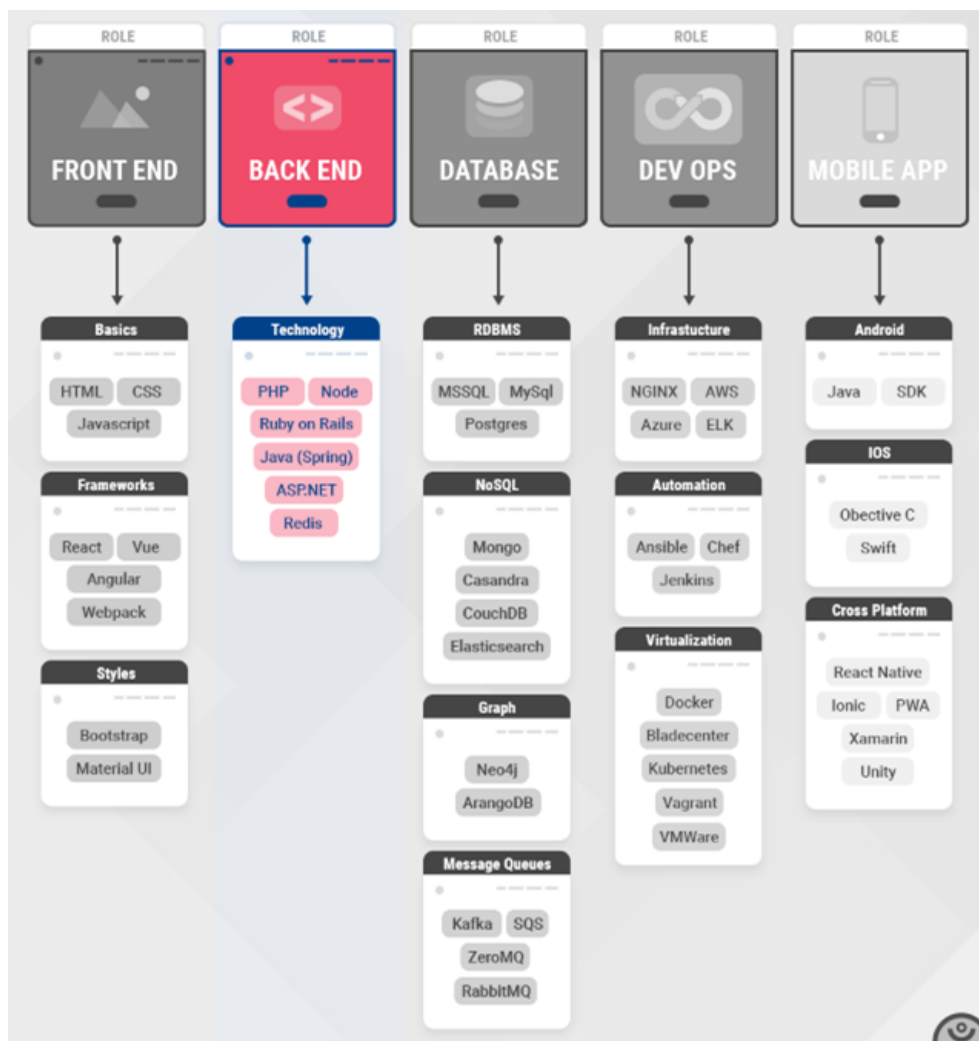 ROLE
FRONT END
Basics
HTML CSS
Javascript
Frameworks
React Vue
Angular
Webpack
Styles
Bootstrap
Material UI
ROLE
BACK END
Technology
PHP Node
Ruby on Rails
Java (Spring)
ASP.NET
Redis
ROLE
DATABASE
RDBMS
MSSQL MySql
Postgres
NoSQL
Mongo
Casandra
CouchDB
Elasticsearch
Graph
Neo4j
ArangoDB
Message Queues
Kafka SQS
ZeroMQ
RabbitMQ
ROLE
DEV OPS
Infrastucture
NGINX AWS
Azure ELK
Automation
Ansible Chef
Jenkins
Virtualization
Docker
Bladecenter
Kubernetes
Vagrant
VMWare
ROLE
MOBILE APP
Android
Java SDK
IOS
Obective C
Swift
Cross Platform
React Native
Ionic PWA
Xamarin
Unity